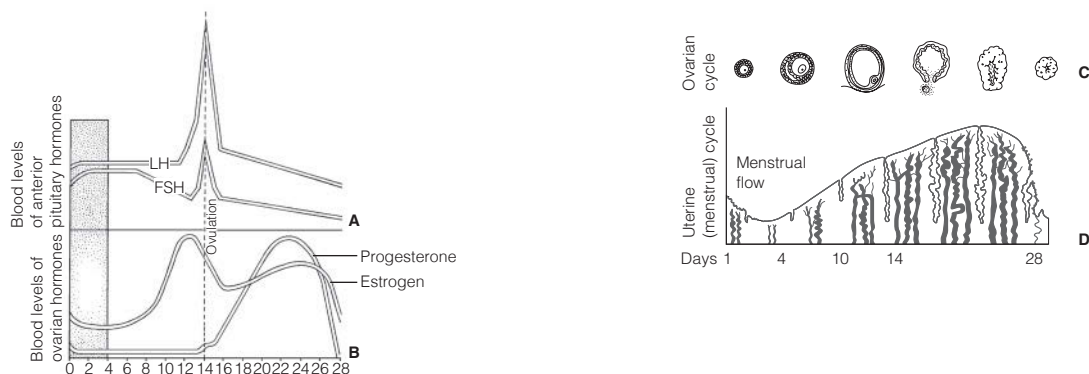 Blood levels
of anterior
pituitary hormones
LH
FSH
A
Ovulation
Blood levels of
ovarian hormones
Progesterone
Estrogen
B
0 2 4 6 8 10 12 14 16 18 20 22 24 26 28
Ovarian
cycle
C
Uterine
(menstrual) cycle
Menstrual
flow
D
Days 1 4 10 14 28